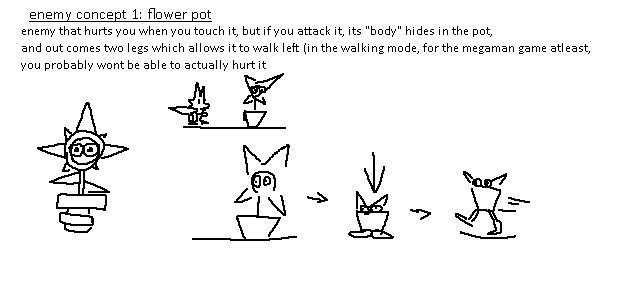 enemy concept 1: flower pot
enemy that hurts you when you touch it, but if you attack it, its "body" hides in the pot,
and out comes two legs which allows it to walk left (in the walking mode, for the megaman game atleast,
you probably wont be able to actually hurt it